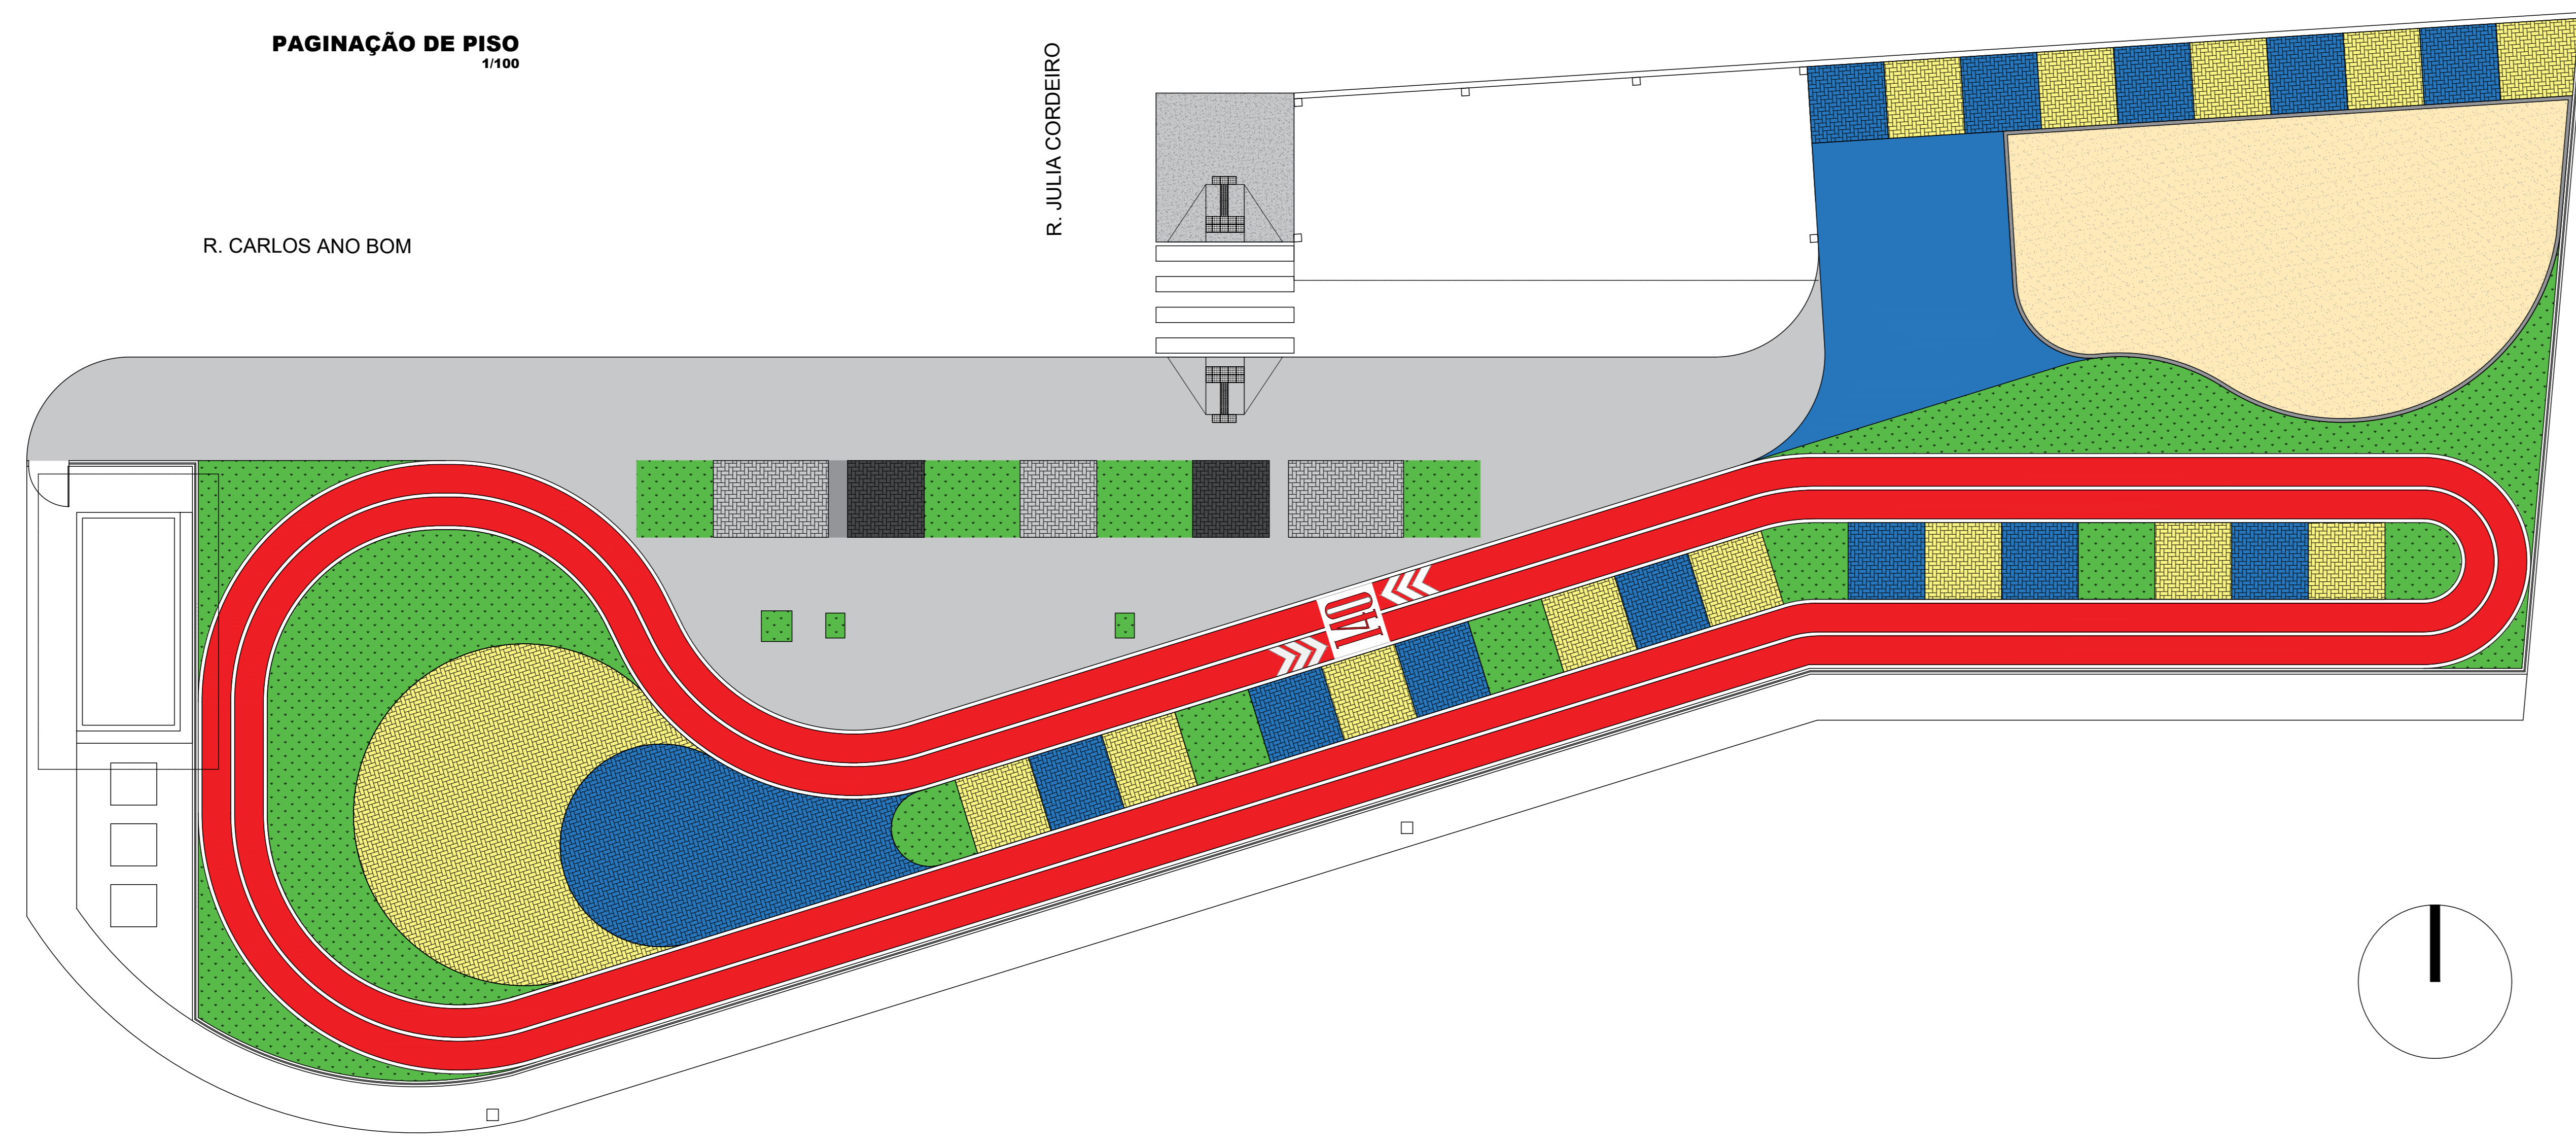 PAGINAÇÃO DE PISO
1/100
R. JULIA CORDEIRO
R. CARLOS ANO BOM
140